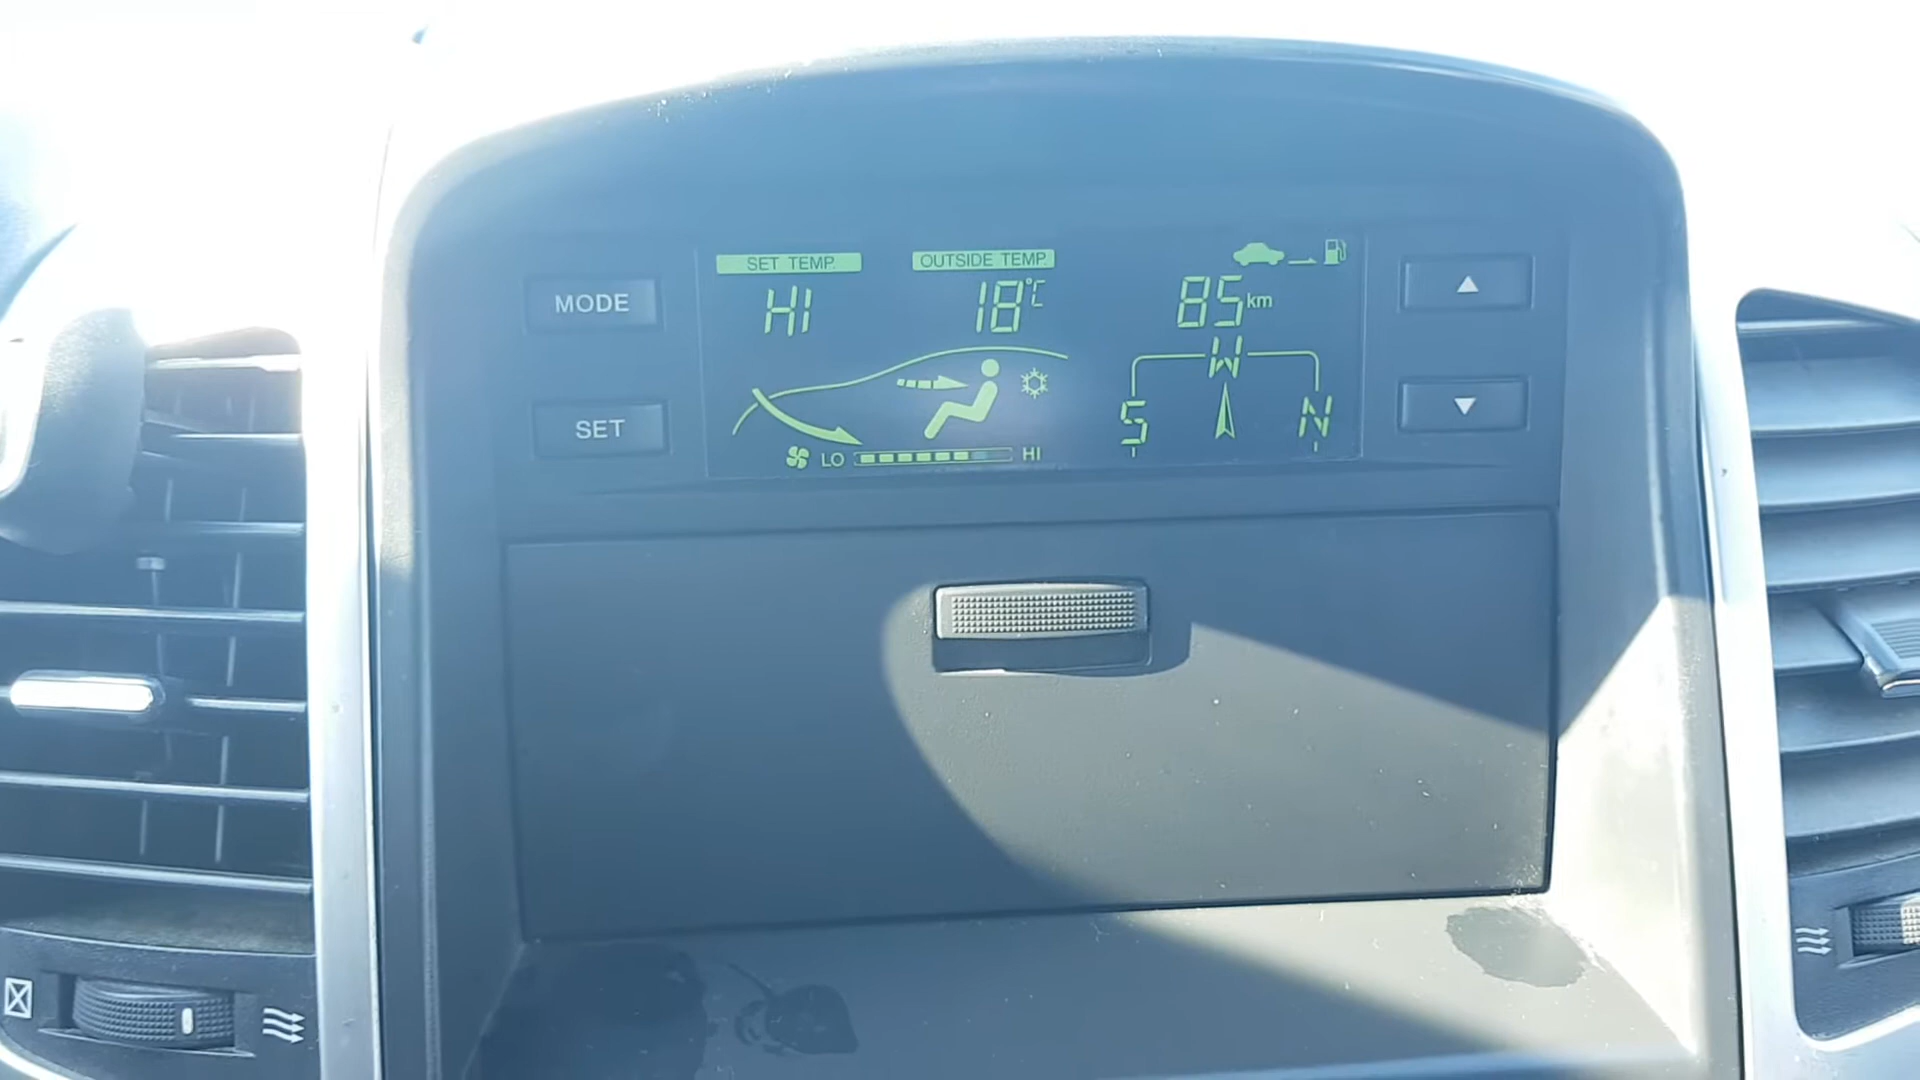 SET TEMP. OUTSIDE TEMP.
MODE HI 18°C 85km
W
S N
SET
LO HI